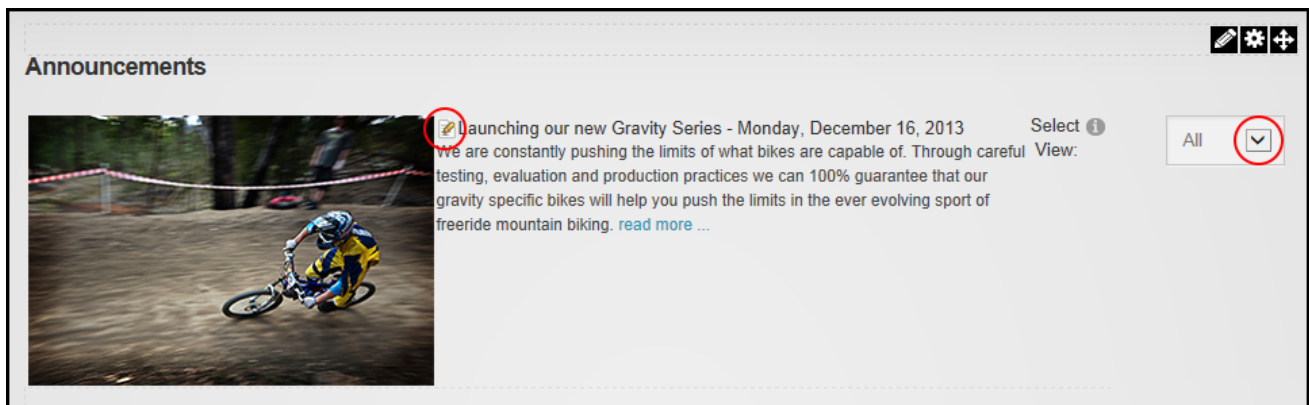 Announcements
Launching our new Gravity Series - Monday, December 16, 2013
We are constantly pushing the limits of what bikes are capable of. Through careful
testing, evaluation and production practices we can 100% guarantee that our
gravity specific bikes will help you push the limits in the ever evolving sport of
freeride mountain biking. read more ...
Select
View:
All